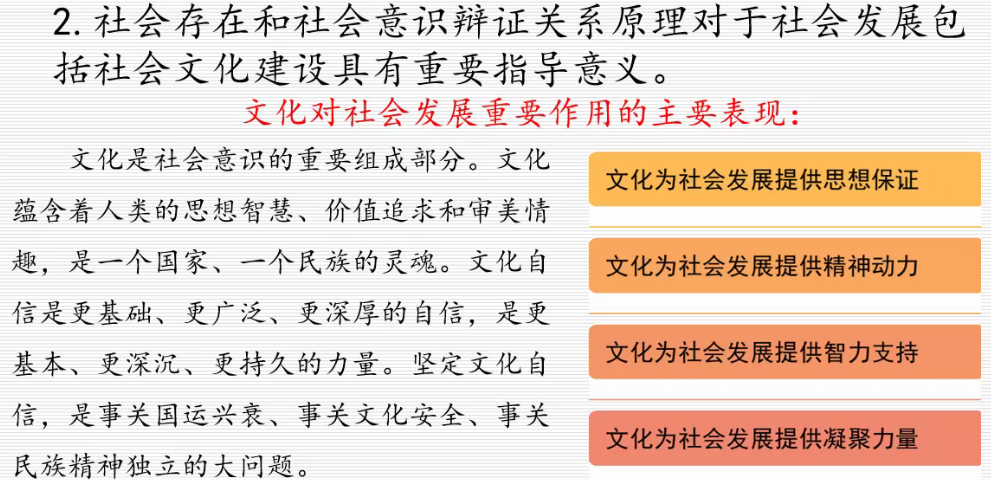 2. 社会存在和社会意识辩证关系原理对于社会发展包
括社会文化建设具有重要指导意义。
文化对社会发展重要作用的主要表现：
文化是社会意识的重要组成部分。文化
蕴含着人类的思想智慧、价值追求和审美情
趣，是一个国家、一个民族的灵魂。文化自
信是更基础、更广泛、更深厚的自信，是更
基本、更深沉、更持久的力量。坚定文化自
信，是事关国运兴衰、事关文化安全、事关
民族精神独立的大问题。
文化为社会发展提供思想保证
文化为社会发展提供精神动力
文化为社会发展提供智力支持
文化为社会发展提供凝聚力量